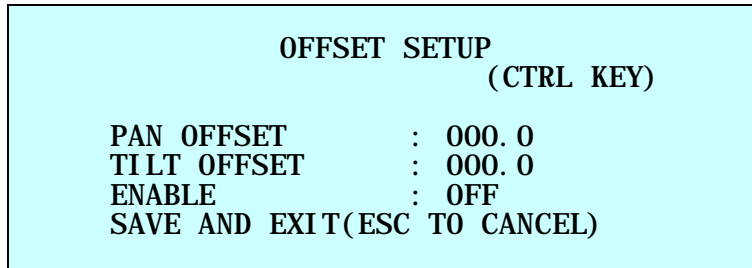 OFFSET SETUP
(CTRL KEY)
PAN OFFSET : 000.0
TILT OFFSET : 000.0
ENABLE : OFF
SAVE AND EXIT(ESC TO CANCEL)